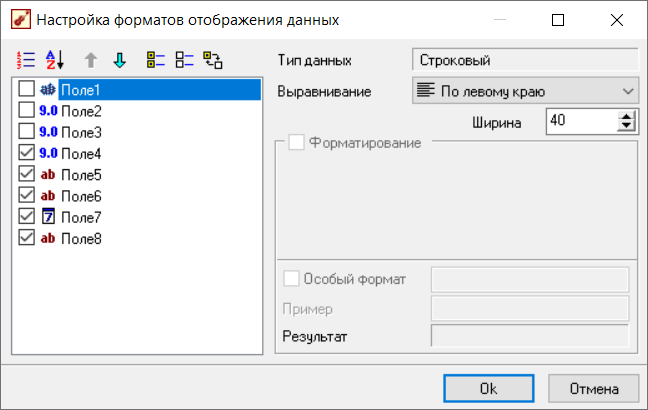 Настройка форматов отображения данных
Тип данных Строковый
Выравнивание По левому краю
Ширина 40
Форматирование
ab Поле1
9.0 Поле2
9.0 Поле3
9.0 Поле4
ab Поле5
ab Поле6
7 Поле7
ab Поле8
Особый формат
Пример
Результат
Ok Отмена